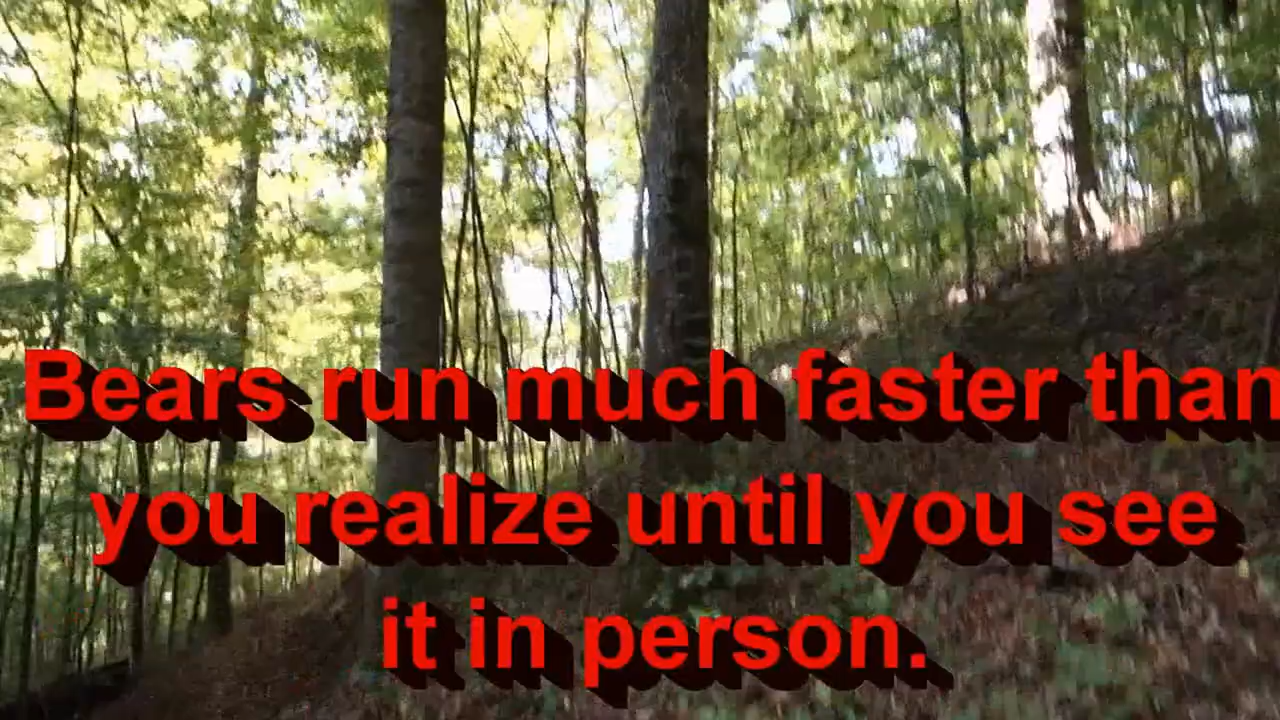 Bears run much faster than
you realize until you see
it in person.